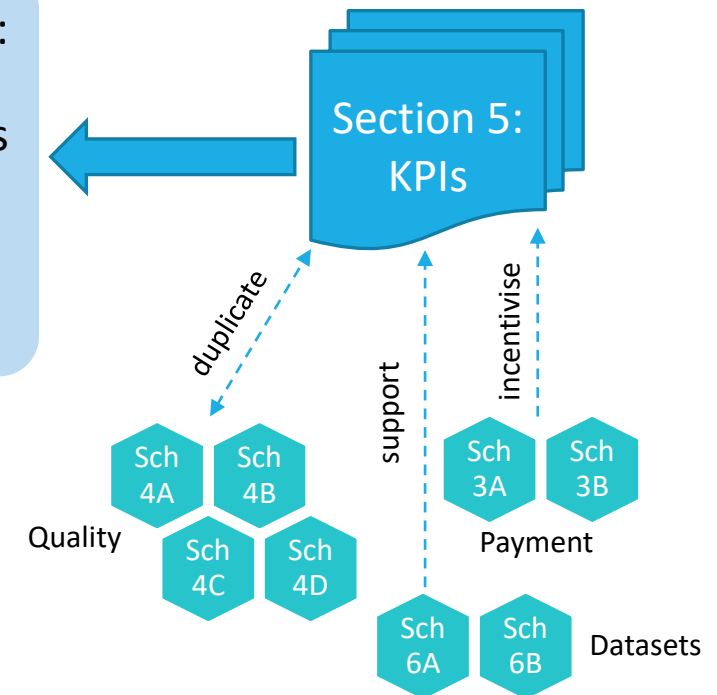 :
s
Section 5:
KPIs
duplicate
support
incentivise
Sch
4A
Sch
4B
Sch
3A
Sch
3B
Quality
Sch
4C
Sch
4D
Payment
Sch
6A
Sch
6B
Datasets